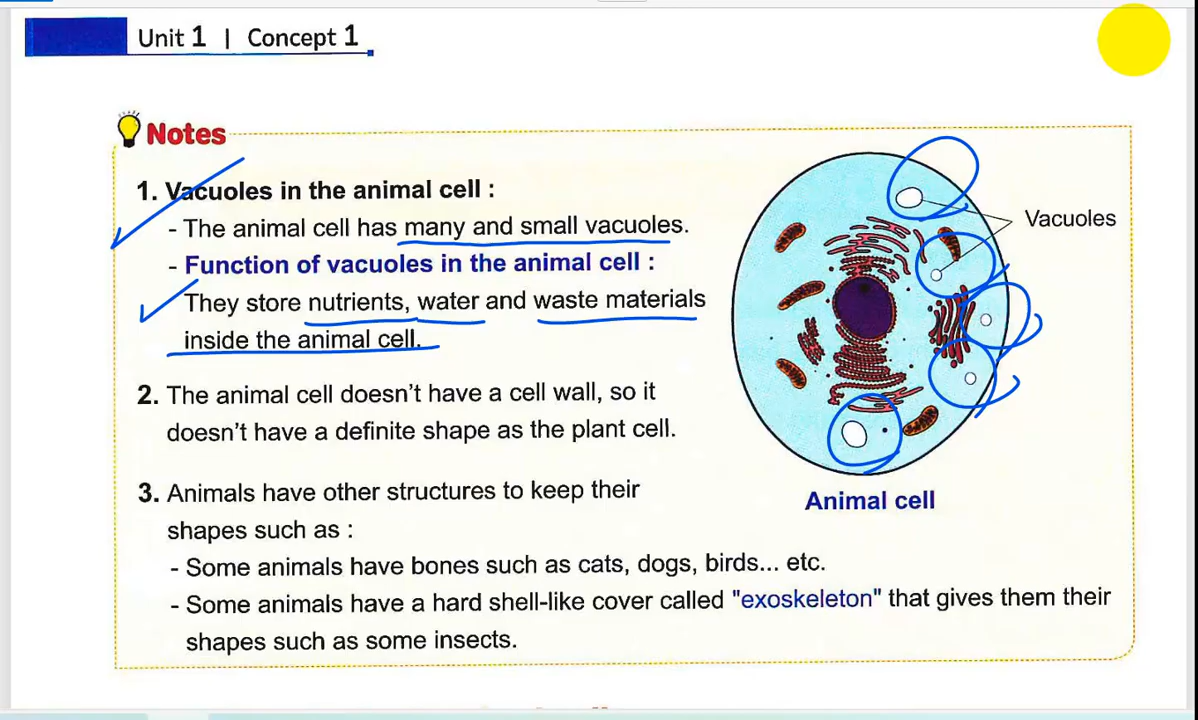 Unit 1 | Concept 1
Notes
1. Vacuoles in the animal cell :
- The animal cell has many and small vacuoles.
- Function of vacuoles in the animal cell :
They store nutrients, water and waste materials
inside the animal cell.
2. The animal cell doesn't have a cell wall, so it
doesn't have a definite shape as the plant cell.
3. Animals have other structures to keep their
shapes such as :
- Some animals have bones such as cats, dogs, birds... etc.
- Some animals have a hard shell-like cover called "exoskeleton" that gives them their
shapes such as some insects.
Vacuoles
Animal cell